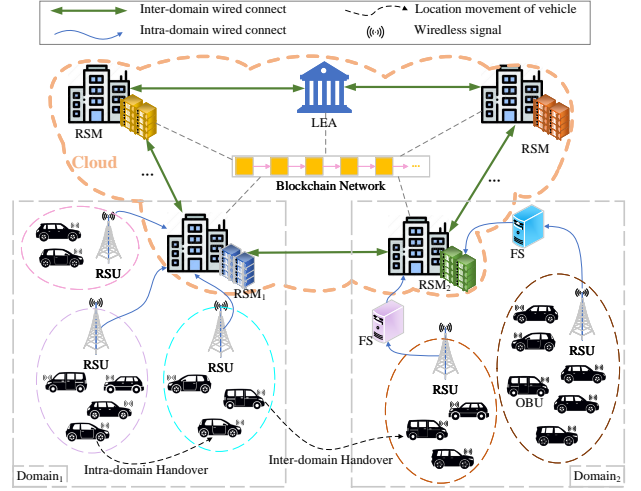 Inter-domain wired connect
Location movement of vehicle
Intra-domain wired connect
Wiredless signal
RSM
LEA
RSM
Cloud
...
...
...
Blockchain Network
RSU
RSM₁
RSM₂
FS
FS
RSU
RSU
RSU
RSU
OBU
Intra-domain Handover
Inter-domain Handover
Domain₁
Domain₂